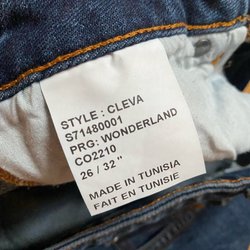 STYLE : CLEVA
S71480001
PRG: WONDERLAND
CO2210
26 / 32"
MADE IN TUNISIA
FAIT EN TUNISIE